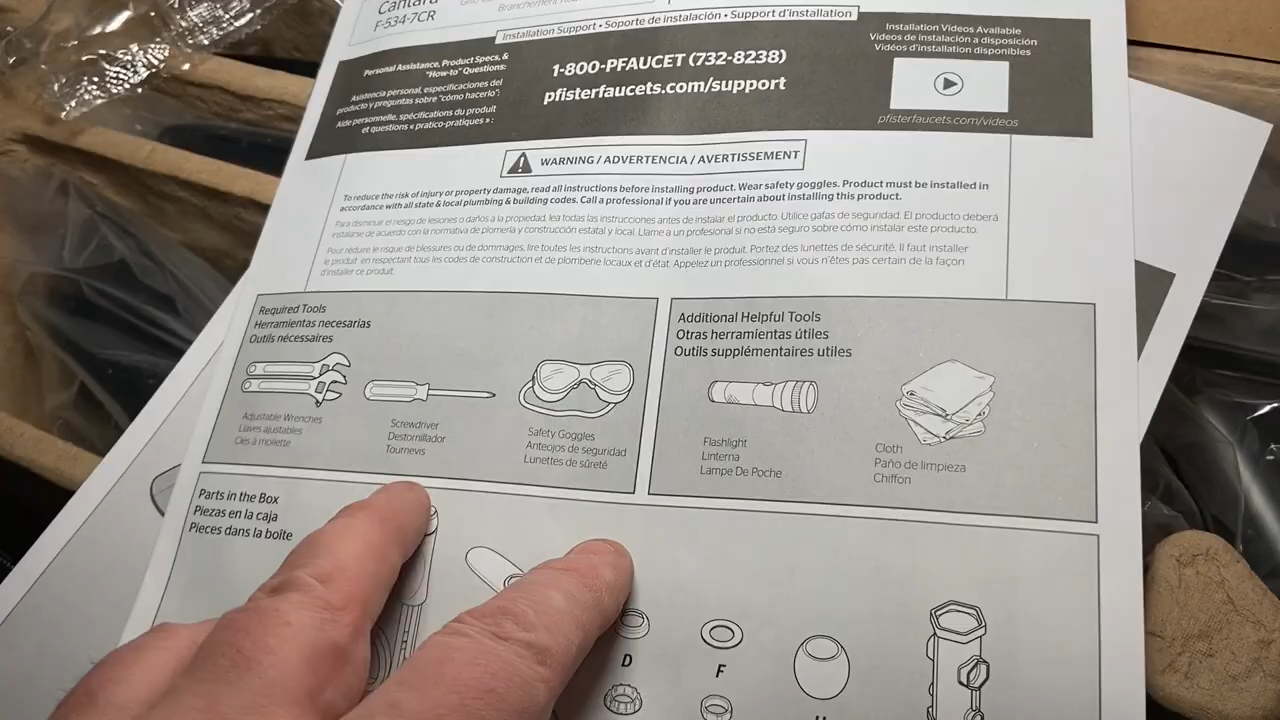 Cantara
F-534-7CR
Branchement
Installation Support • Soporte de instalación • Support d'installation
Personal Assistance, Product Specs, &
"How-to" Questions:
Asistencia personal, especificaciones del
producto y preguntas sobre "cómo hacerlo":
Aide personnelle, spécifications du produit
et questions « pratico-pratiques » :
1-800-PFAUCET (732-8238)
pfisterfaucets.com/support
Installation Videos Available
Videos de instalación a disposición
Vidéos d'installation disponibles
pfisterfaucets.com/videos
WARNING / ADVERTENCIA / AVERTISSEMENT
To reduce the risk of injury or property damage, read all instructions before installing product. Wear safety goggles. Product must be installed in
accordance with all state & local plumbing & building codes. Call a professional if you are uncertain about installing this product.
Para disminuir el riesgo de lesiones o daños a la propiedad, lea todas las instrucciones antes de instalar el producto. Utilice gafas de seguridad. El producto deberá
instalarse de acuerdo con la normativa de plomería y construcción estatal y local. Llame a un profesional si no está seguro sobre cómo instalar este producto.
Pour réduire le risque de blessures ou de dommages, lire toutes les instructions avant d'installer le produit. Portez des lunettes de sécurité. Il faut installer
le produit en respectant tous les codes de construction et de plomberie locaux et d'état. Appelez un professionnel si vous n'êtes pas certain de la façon
d'installer ce produit.
Required Tools
Herramientas necesarias
Outils nécessaires
Adjustable Wrenches
Llaves ajustables
Clés à mollette
Screwdriver
Destornillador
Tournevis
Safety Goggles
Anteojos de seguridad
Lunettes de sûreté
Additional Helpful Tools
Otras herramientas útiles
Outils supplémentaires utiles
Flashlight
Linterna
Lampe De Poche
Cloth
Paño de limpieza
Chiffon
Parts in the Box
Piezas en la caja
Pieces dans la boîte
D
F